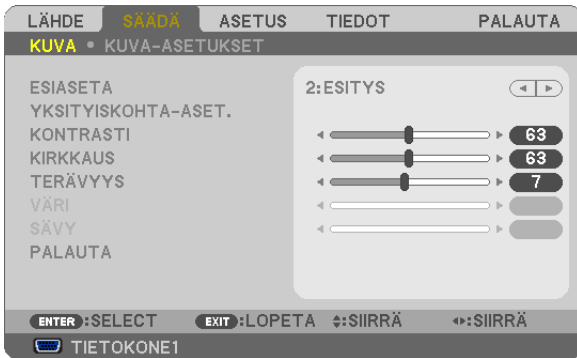 LÄHDE SÄÄDÄ ASETUS TIEDOT PALAUTA
KUVA • KUVA-ASETUKSET
ESIASETA 2:ESITYS
YKSITYISKOHTA-ASET.
KONTRASTI 63
KIRKKAUS 63
TERÄVYYS 7
VÄRI
SÄVY
PALAUTA
ENTER :SELECT EXIT :LOPETA :SIIRRÄ :SIIRRÄ
TIETOKONE1